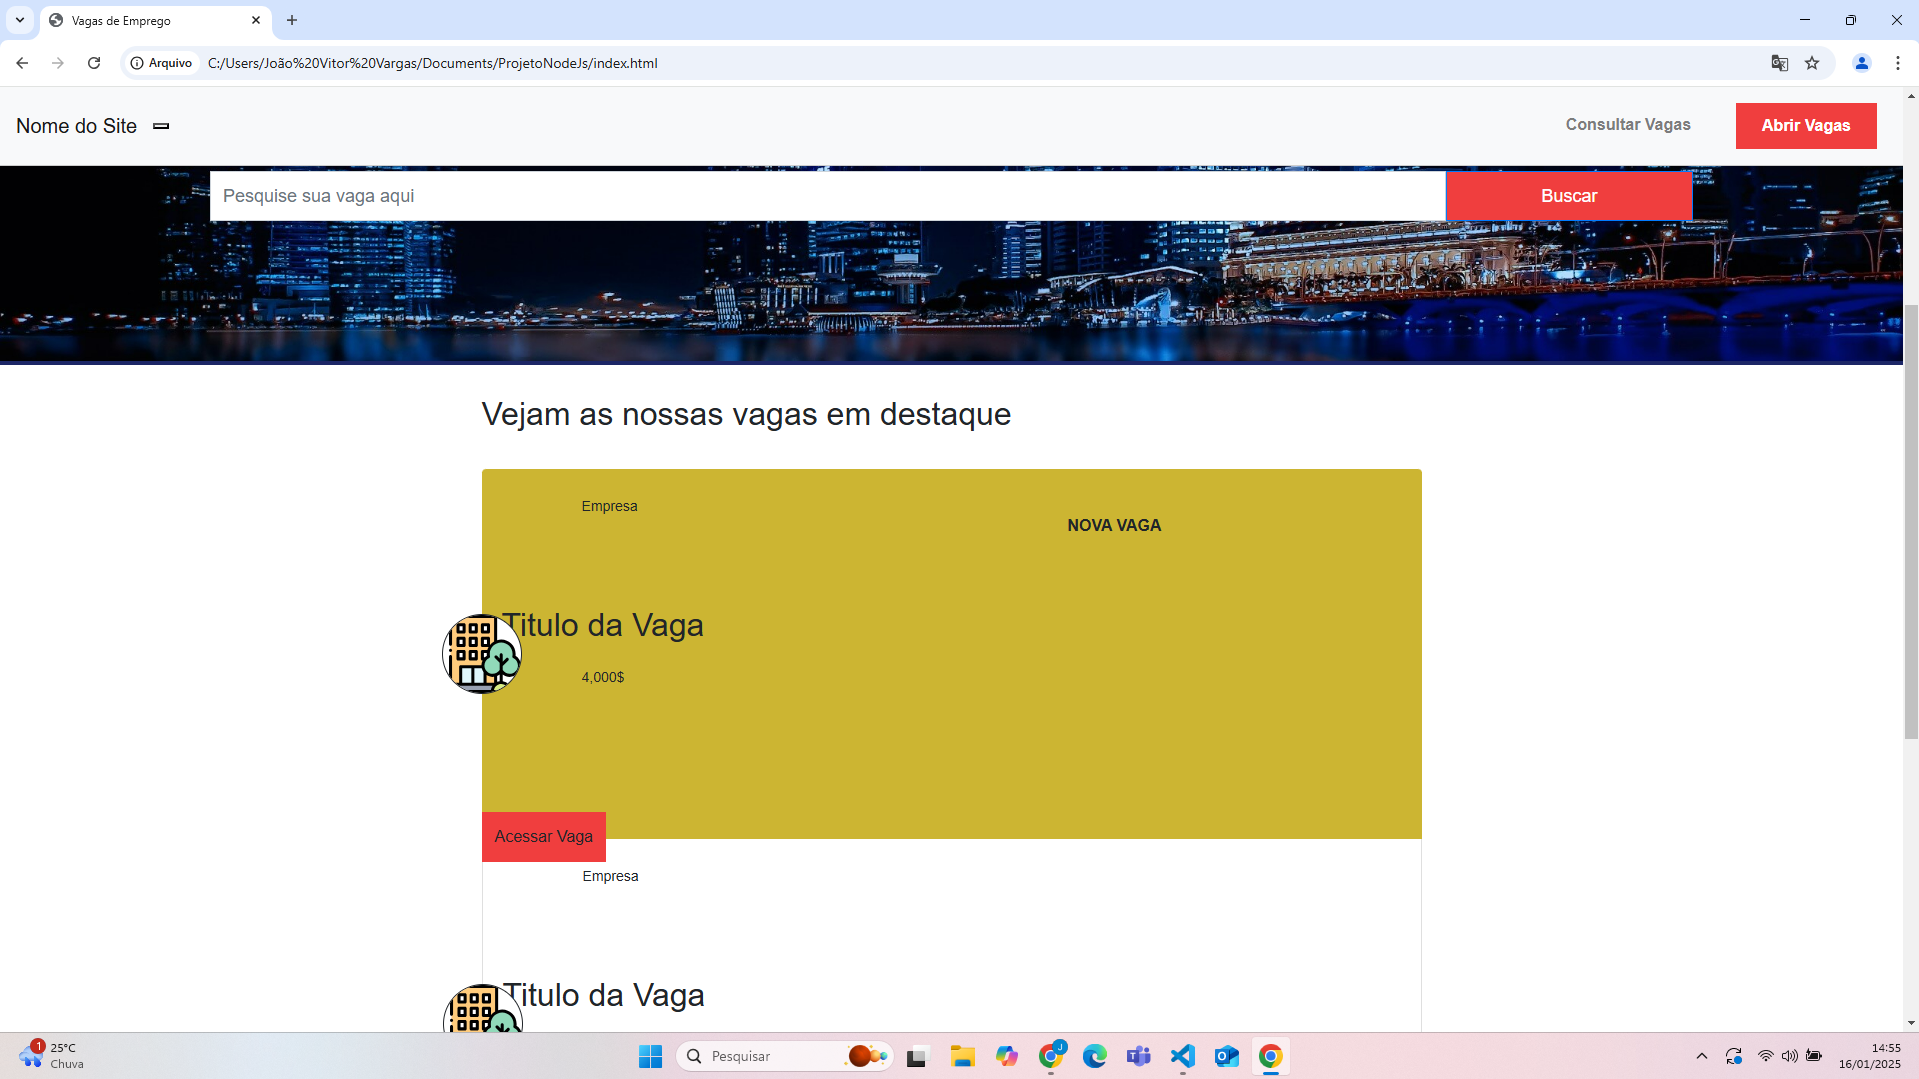 Vagas de Emprego
Arquivo
C:/Users/João%20Vitor%20Vargas/Documents/ProjetoNodeJs/index.html
Nome do Site
Consultar Vagas
Abrir Vagas
Pesquise sua vaga aqui
Buscar
Vejam as nossas vagas em destaque
Empresa
NOVA VAGA
Titulo da Vaga
4,000$
Acessar Vaga
Empresa
Titulo da Vaga
1
25°C
Chuva
Pesquisar
J
14:55
16/01/2025